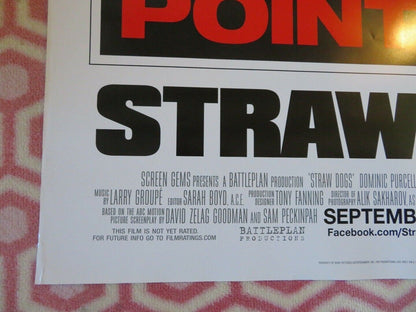 POINT
STRAW
SCREEN GEMS PRESENTS A BATTLEPLAN PRODUCTION "STRAW DOGS" DOMINIC PURCELL
MUSIC BY LARRY GROUPÉ EDITOR SARAH BOYD, A.C.E. PRODUCTION DESIGNER TONY FANNING DIRECTOR OF PHOTOGRAPHY ALIK SAKHAROV, AS
BASED ON THE ABC MOTION PICTURE SCREENPLAY BY DAVID ZELAG GOODMAN AND SAM PECKINPAH
SEPTEMB
THIS FILM IS NOT YET RATED.
FOR FUTURE INFO GO TO FILMRATINGS.COM
BATTLEPLAN
PRODUCTIONS
Facebook.com/Str